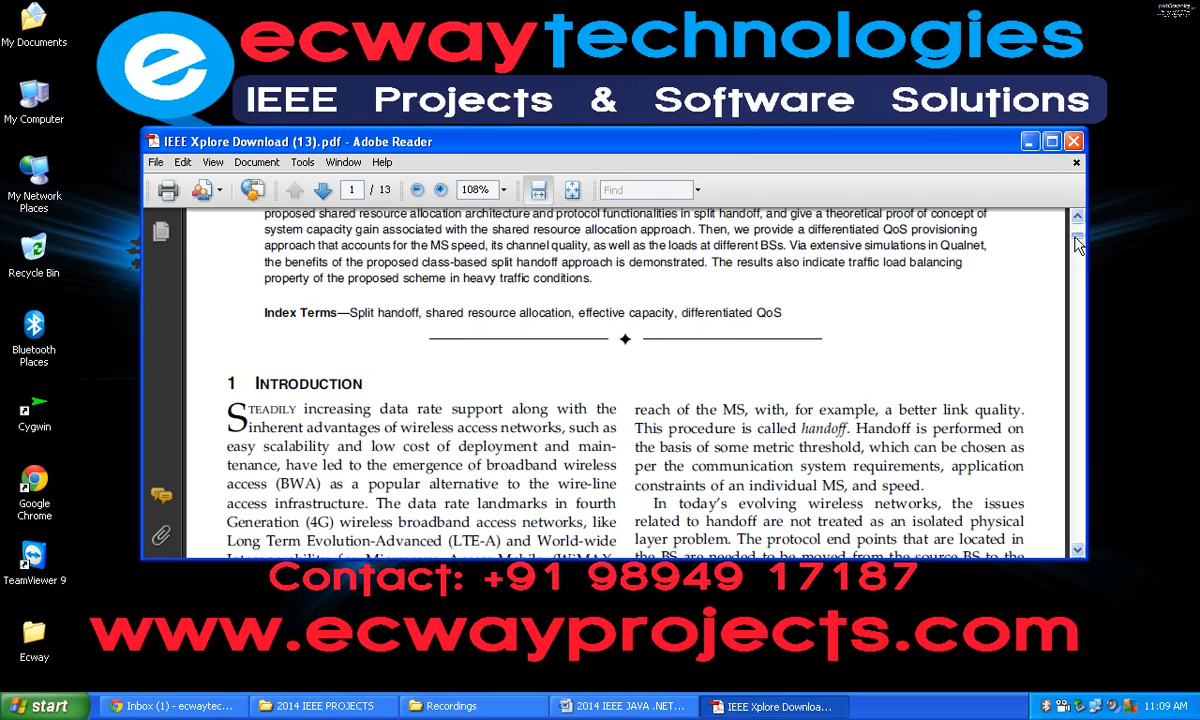 My Documents
My Computer
My Network
Places
Recycle Bin
Bluetooth
Places
Cygwin
Google
Chrome
TeamViewer 9
Ecway
e
ecwaytechnologies
IEEE Projects & Software Solutions
IEEE Xplore Download (13).pdf - Adobe Reader
File Edit View Document Tools Window Help
1 / 13 108% Find
proposed shared resource allocation architecture and protocol functionalities in split handoff, and give a theoretical proof of concept of
system capacity gain associated with the shared resource allocation approach. Then, we provide a differentiated QoS provisioning
approach that accounts for the MS speed, its channel quality, as well as the loads at different BSs. Via extensive simulations in Qualnet,
the benefits of the proposed class-based split handoff approach is demonstrated. The results also indicate traffic load balancing
property of the proposed scheme in heavy traffic conditions.
Index Terms—Split handoff, shared resource allocation, effective capacity, differentiated QoS
1 INTRODUCTION
STEADILY increasing data rate support along with the
inherent advantages of wireless access networks, such as
easy scalability and low cost of deployment and main-
tenance, have led to the emergence of broadband wireless
access (BWA) as a popular alternative to the wire-line
access infrastructure. The data rate landmarks in fourth
Generation (4G) wireless broadband access networks, like
Long Term Evolution-Advanced (LTE-A) and World-wide
reach of the MS, with, for example, a better link quality.
This procedure is called handoff. Handoff is performed on
the basis of some metric threshold, which can be chosen as
per the communication system requirements, application
constraints of an individual MS, and speed.
In today's evolving wireless networks, the issues
related to handoff are not treated as an isolated physical
layer problem. The protocol end points that are located in
the BS are needed to be moved from the source BS to the
Contact: +91 98949 17187
www.ecwayprojects.com
start
Inbox (1) - ecwaytec...
2014 IEEE PROJECTS
Recordings
2014 IEEE JAVA .NET...
IEEE Xplore Downloa...
11:09 AM